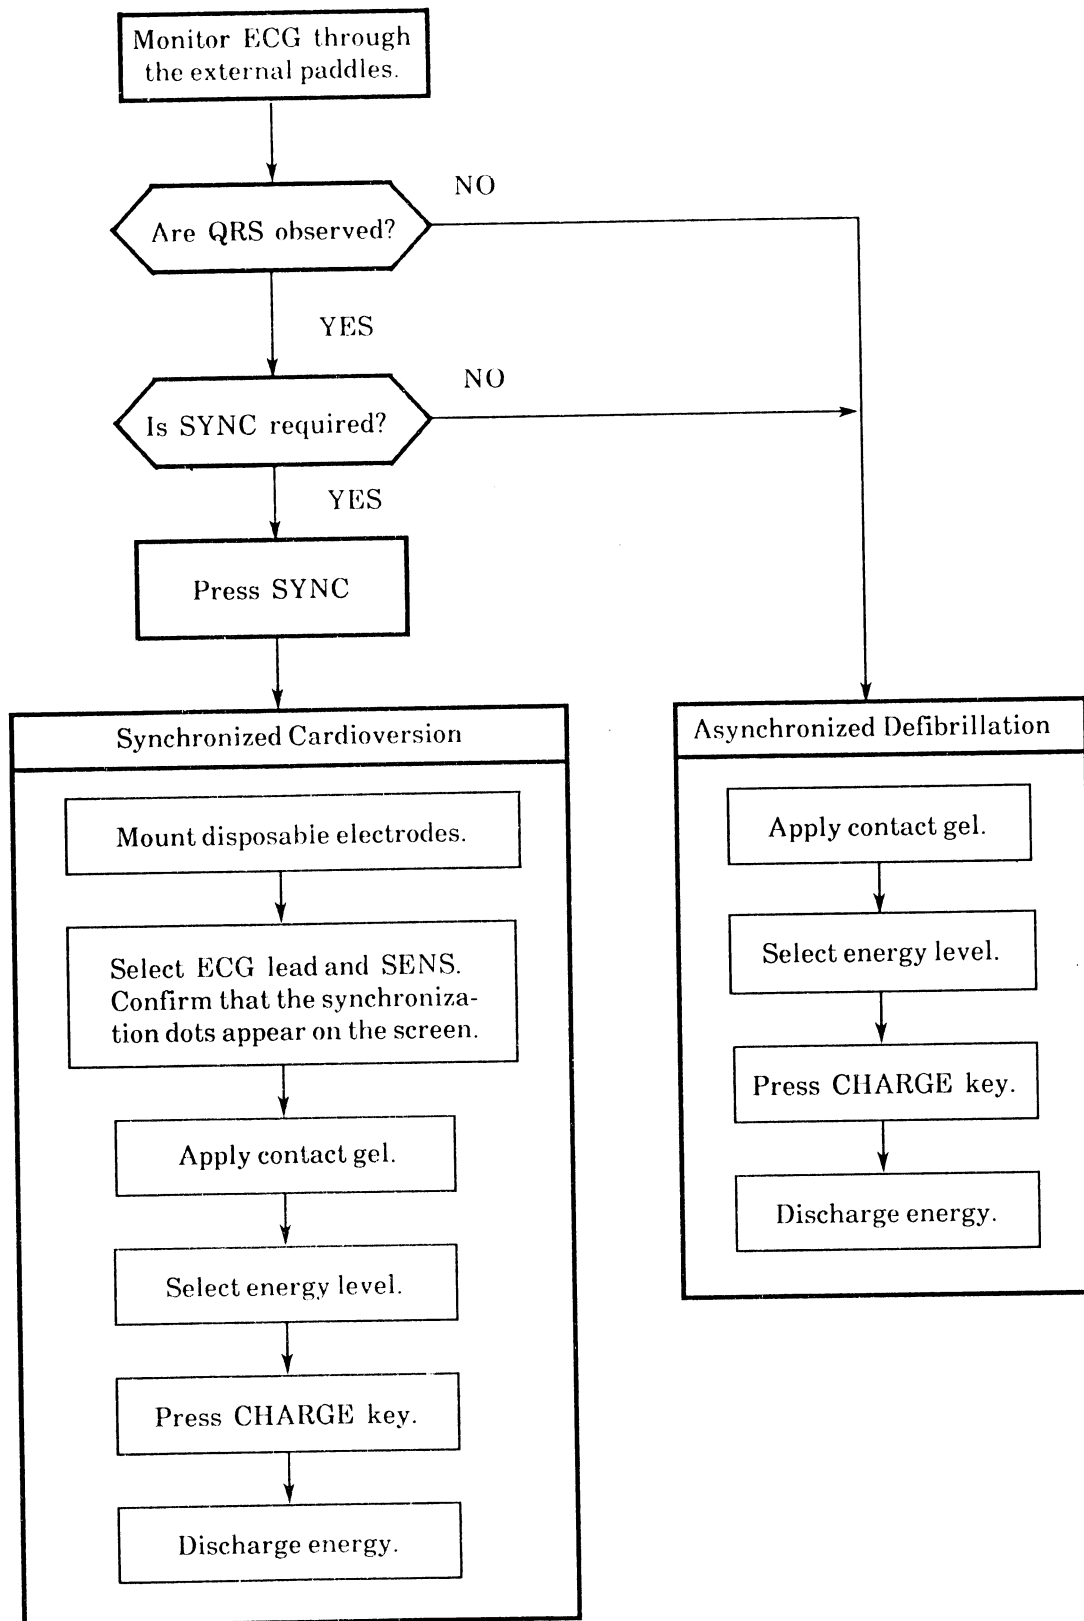 Monitor ECG through
the external paddles.
NO
Are QRS observed?
YES
NO
Is SYNC required?
YES
Press SYNC
Synchronized Cardioversion
Mount disposable electrodes.
Select ECG lead and SENS.
Confirm that the synchroniza-
tion dots appear on the screen.
Apply contact gel.
Select energy level.
Press CHARGE key.
Discharge energy.
Asynchronized Defibrillation
Apply contact gel.
Select energy level.
Press CHARGE key.
Discharge energy.